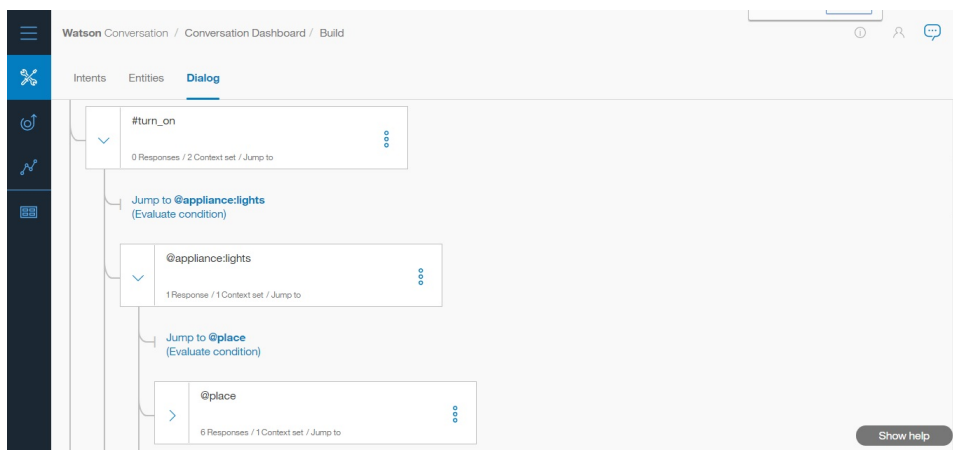 Watson Conversation / Conversation Dashboard / Build
Intents Entities Dialog
#turn_on
0 Responses / 2 Context set / Jump to
Jump to @appliance:lights
(Evaluate condition)
@appliance:lights
1 Response / 1 Context set / Jump to
Jump to @place
(Evaluate condition)
@place
6 Responses / 1 Context set / Jump to
Show help